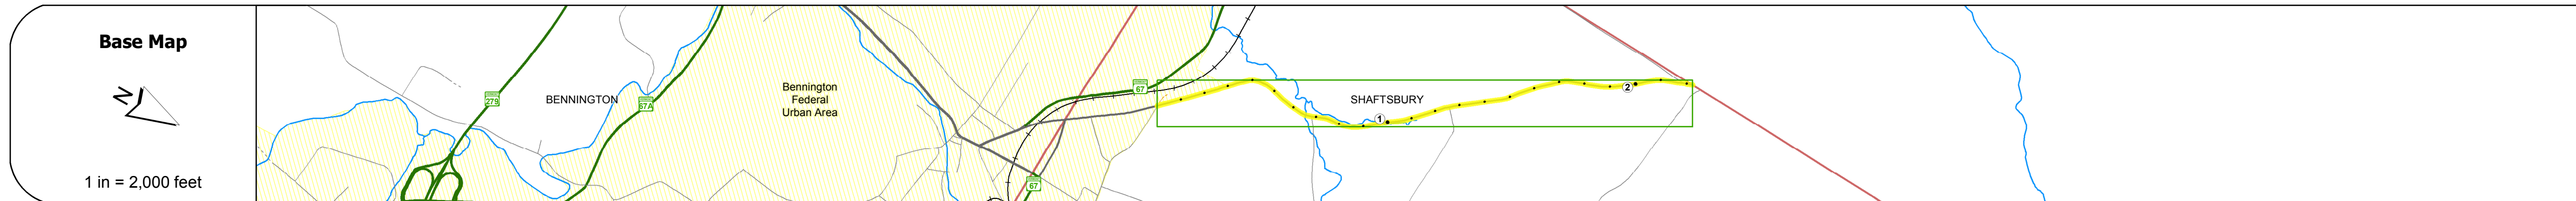 Base Map
N
1 in = 2,000 feet
279
BENNINGTON
67A
Bennington
Federal
Urban Area
67
67
SHAFTSBURY
1
2